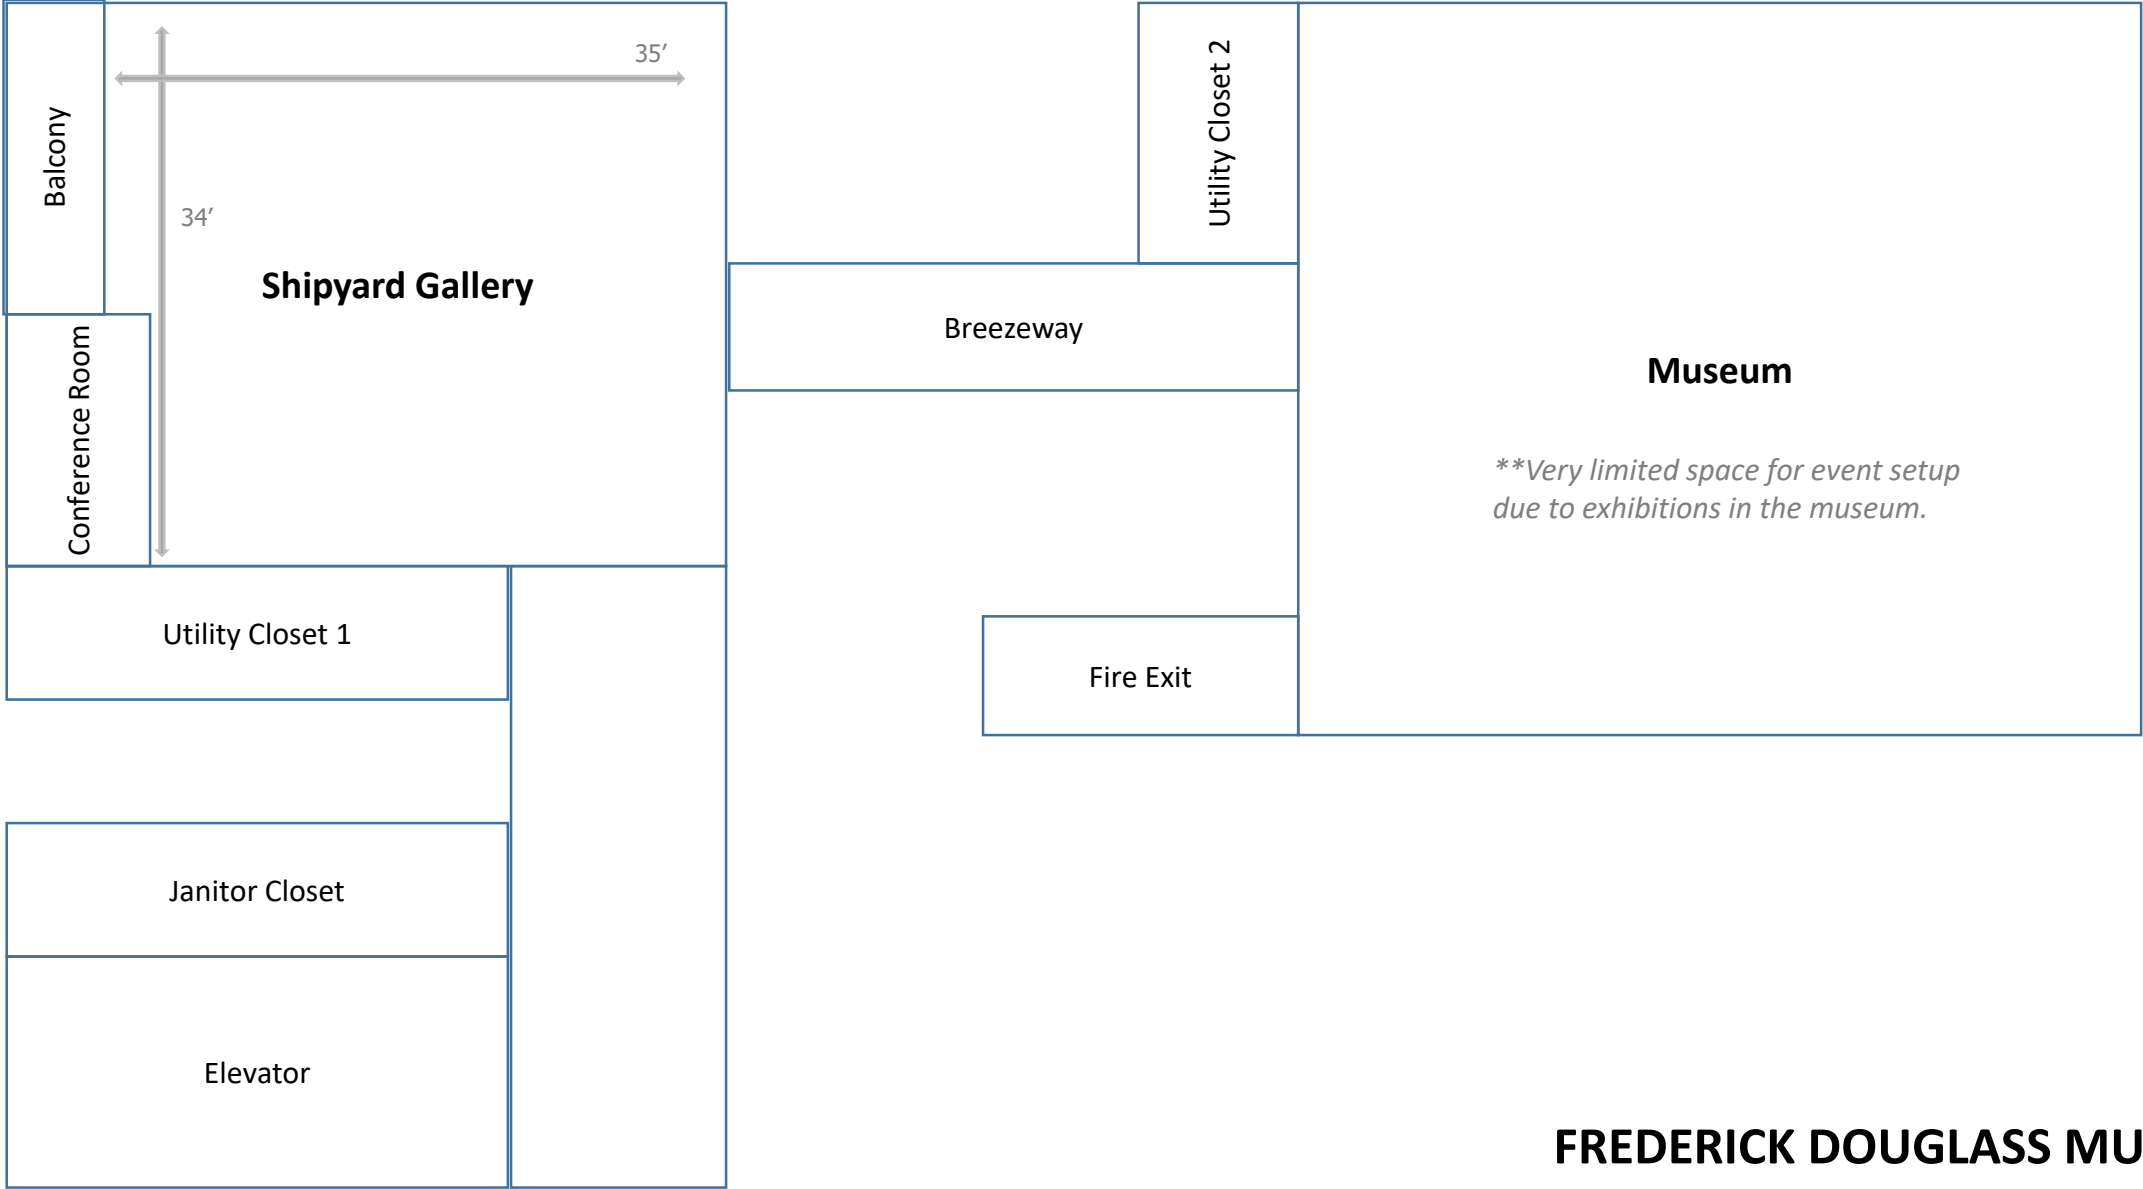 35’
Utility Closet 2
Balcony
34’
Shipyard Gallery
Breezeway
Conference Room
Museum
**Very limited space for event setup
due to exhibitions in the museum.
Utility Closet 1
Fire Exit
Janitor Closet
Elevator
FREDERICK DOUGLASS MU